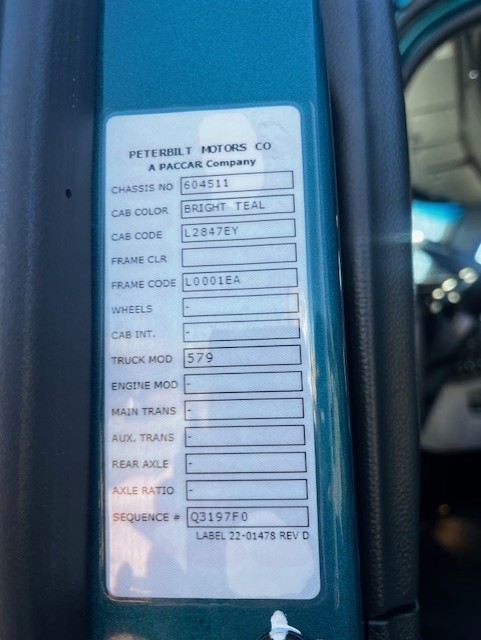 PETERBILT MOTORS CO
A PACCAR Company
CHASSIS NO 604511
CAB COLOR BRIGHT TEAL
CAB CODE L2847EY
FRAME CLR
FRAME CODE L0001EA
WHEELS -
CAB INT. -
TRUCK MOD 579
ENGINE MOD -
MAIN TRANS -
AUX. TRANS -
REAR AXLE -
AXLE RATIO -
SEQUENCE # Q3197F0
LABEL 22-01478 REV D